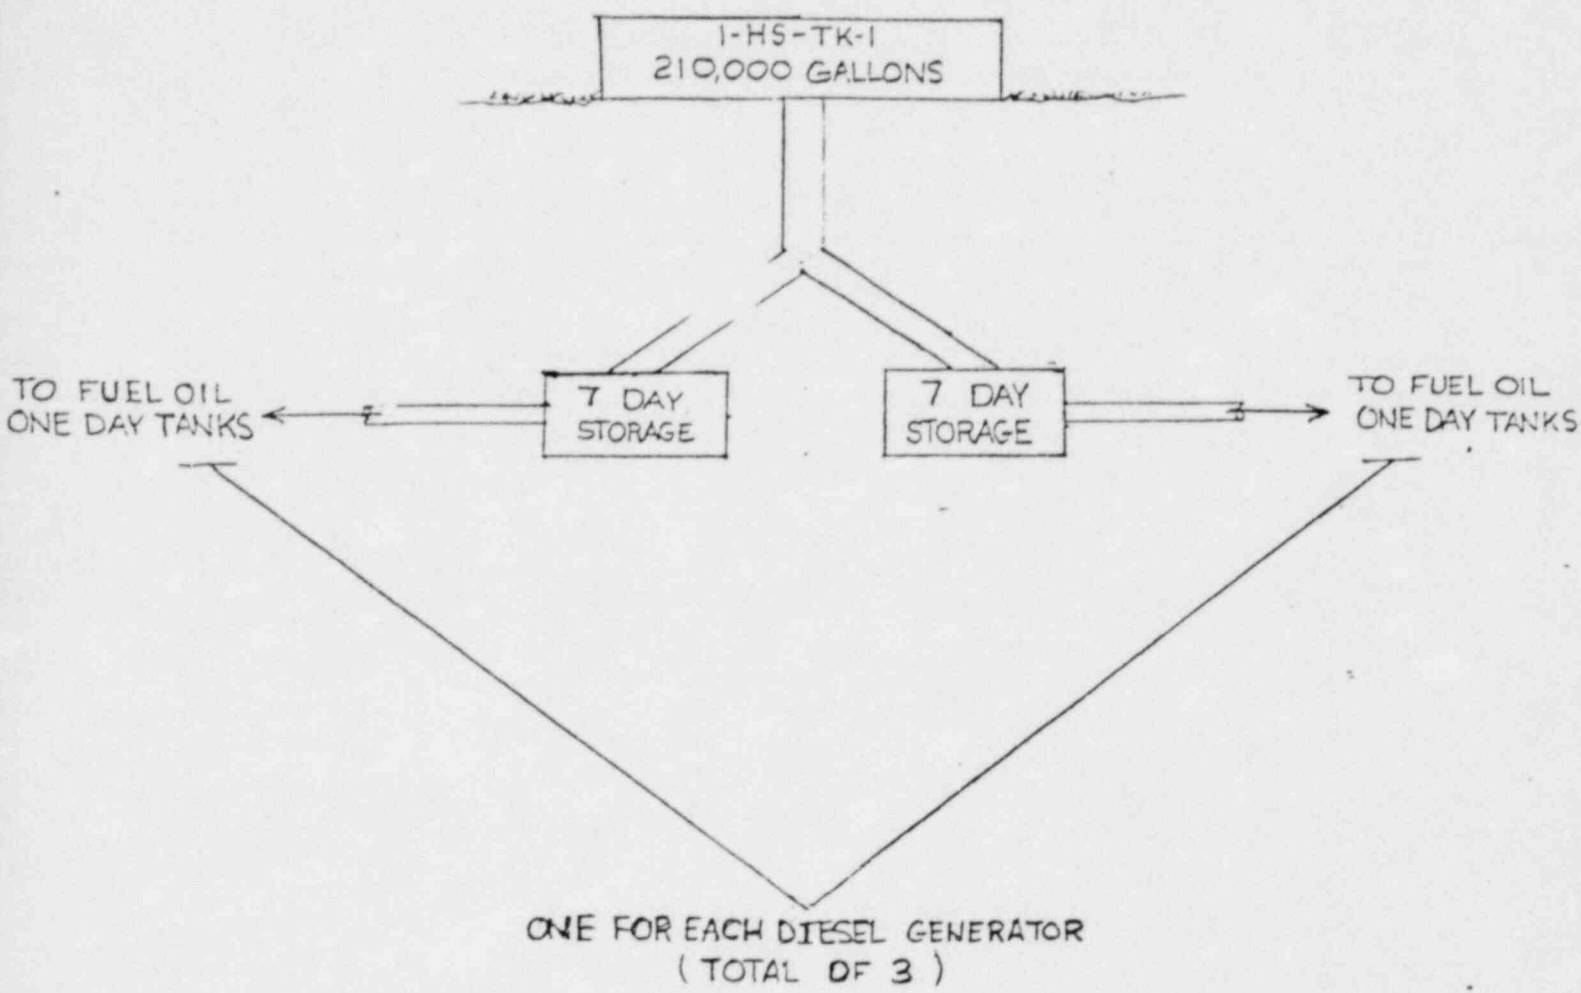 1-HS-TK-1
210,000 GALLONS
TO FUEL OIL
ONE DAY TANKS
7 DAY
STORAGE
7 DAY
STORAGE
TO FUEL OIL
ONE DAY TANKS
ONE FOR EACH DIESEL GENERATOR
(TOTAL OF 3)